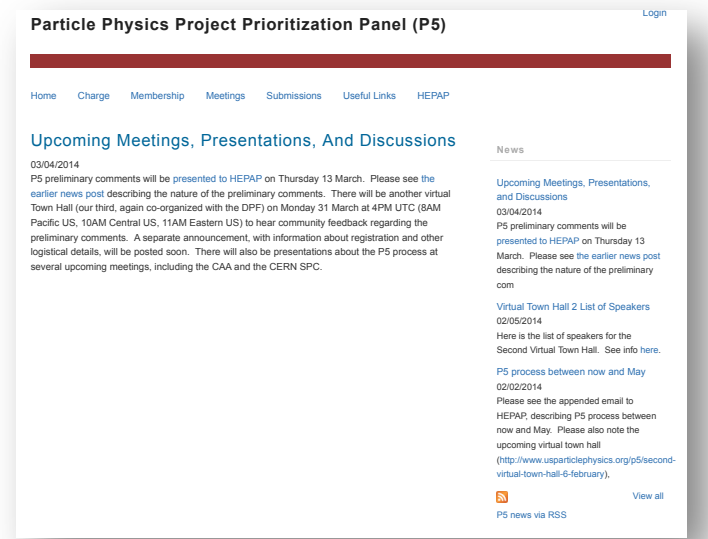 Login
Particle Physics Project Prioritization Panel (P5)
Home Charge Membership Meetings Submissions Useful Links HEPAP
Upcoming Meetings, Presentations, And Discussions
03/04/2014
P5 preliminary comments will be presented to HEPAP on Thursday 13 March. Please see the
earlier news post describing the nature of the preliminary comments. There will be another virtual
Town Hall (our third, again co-organized with the DPF) on Monday 31 March at 4PM UTC (8AM
Pacific US, 10AM Central US, 11AM Eastern US) to hear community feedback regarding the
preliminary comments. A separate announcement, with information about registration and other
logistical details, will be posted soon. There will also be presentations about the P5 process at
several upcoming meetings, including the CAA and the CERN SPC.
News
Upcoming Meetings, Presentations,
and Discussions
03/04/2014
P5 preliminary comments will be
presented to HEPAP on Thursday 13
March. Please see the earlier news post
describing the nature of the preliminary
com
Virtual Town Hall 2 List of Speakers
02/05/2014
Here is the list of speakers for the
Second Virtual Town Hall. See info here.
P5 process between now and May
02/02/2014
Please see the appended email to
HEPAP, describing P5 process between
now and May. Please also note the
upcoming virtual town hall
(http://www.usparticlephysics.org/p5/second-
virtual-town-hall-6-february),
View all
P5 news via RSS